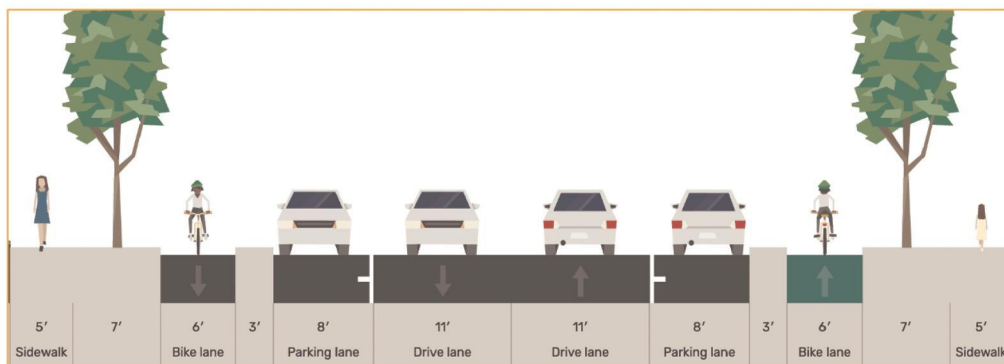 5' 7' 6' 3' 8' 11' 11' 8' 3' 6' 7' 5'
Sidewalk Bike lane Parking lane Drive lane Drive lane Parking lane Bike lane Sidewalk